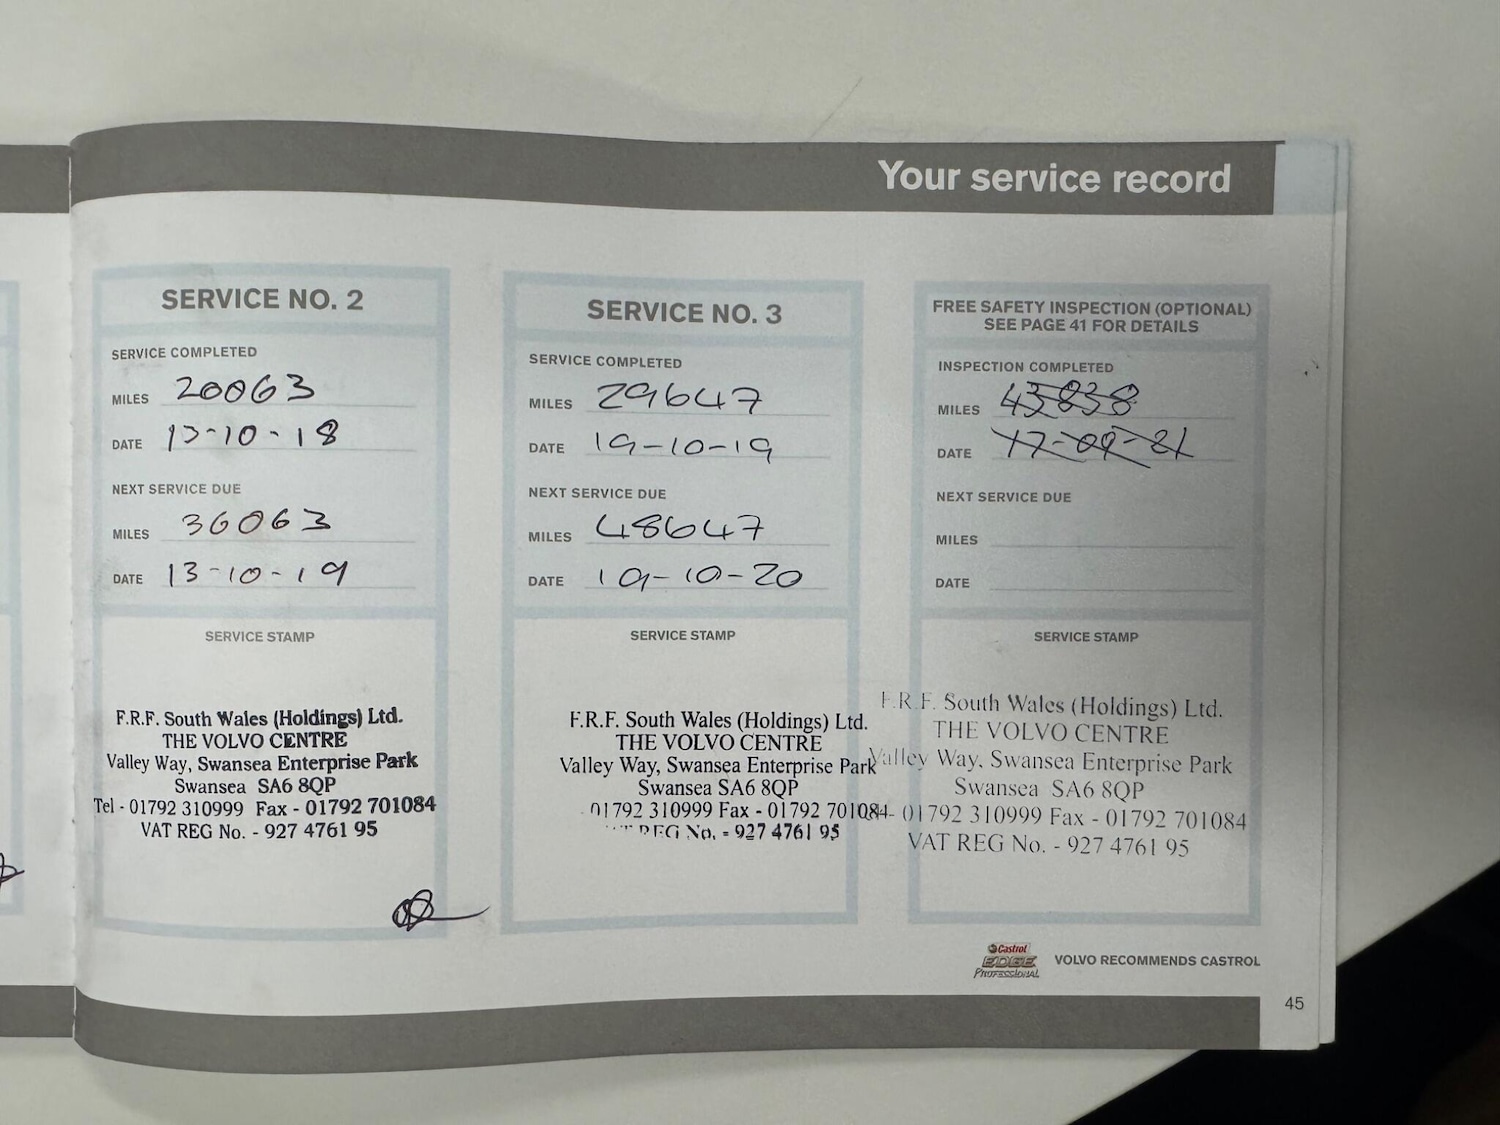 Your service record
SERVICE NO. 2
SERVICE COMPLETED
MILES 20063
DATE 13-10-18
NEXT SERVICE DUE
MILES 36063
DATE 13-10-19
SERVICE STAMP
F.R.F. South Wales (Holdings) Ltd.
THE VOLVO CENTRE
Valley Way, Swansea Enterprise Park
Swansea SA6 8QP
Tel - 01792 310999 Fax - 01792 701084
VAT REG No. - 927 4761 95
SERVICE NO. 3
SERVICE COMPLETED
MILES 29647
DATE 19-10-19
NEXT SERVICE DUE
MILES 48647
DATE 19-10-20
SERVICE STAMP
F.R.F. South Wales (Holdings) Ltd.
THE VOLVO CENTRE
Valley Way, Swansea Enterprise Park
Swansea SA6 8QP
01792 310999 Fax - 01792 701084
VAT REG No. - 927 4761 95
FREE SAFETY INSPECTION (OPTIONAL)
SEE PAGE 41 FOR DETAILS
INSPECTION COMPLETED
MILES 43838
DATE 17-09-21
NEXT SERVICE DUE
MILES
DATE
SERVICE STAMP
F.R.F. South Wales (Holdings) Ltd.
THE VOLVO CENTRE
Valley Way, Swansea Enterprise Park
Swansea SA6 8QP
01792 310999 Fax - 01792 701084
VAT REG No. - 927 4761 95
Castrol
EDGE
PROFESSIONAL
VOLVO RECOMMENDS CASTROL
45